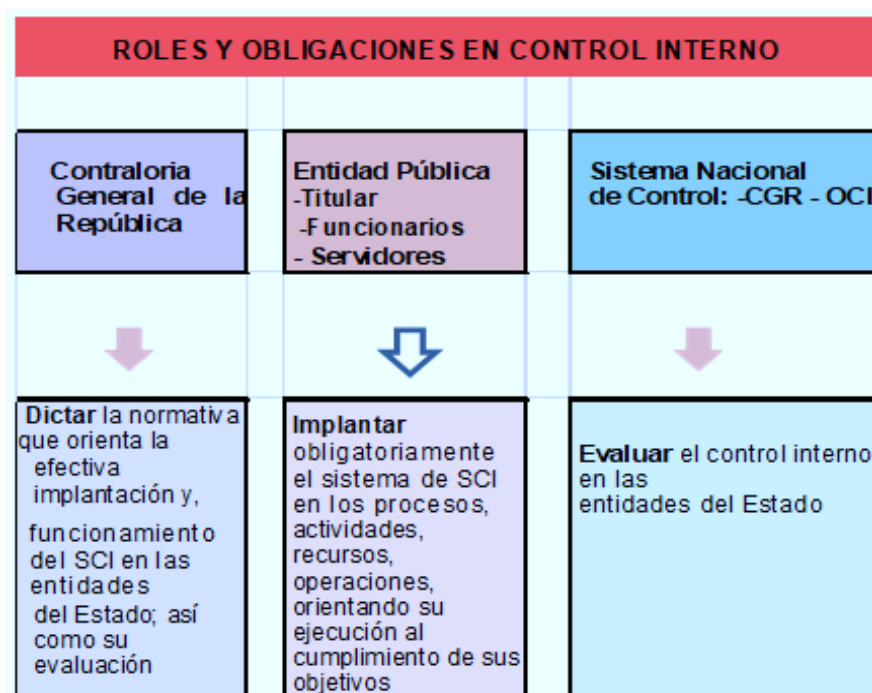 ROLES Y OBLIGACIONES EN CONTROL INTERNO
Contraloria
General de la
República
Entidad Pública
-Titular
-Funcionarios
- Servidores
Sistema Nacional
de Control: -CGR - OCI
Dictar la normativa
que orienta la
efectiva
implantación y,
funcionamiento
del SCI en las
entidades
del Estado; así
como su
evaluación
Implantar
obligatoriamente
el sistema de SCI
en los procesos,
actividades,
recursos,
operaciones,
orientando su
ejecución al
cumplimiento de sus
objetivos
Evaluar el control interno
en las
entidades del Estado